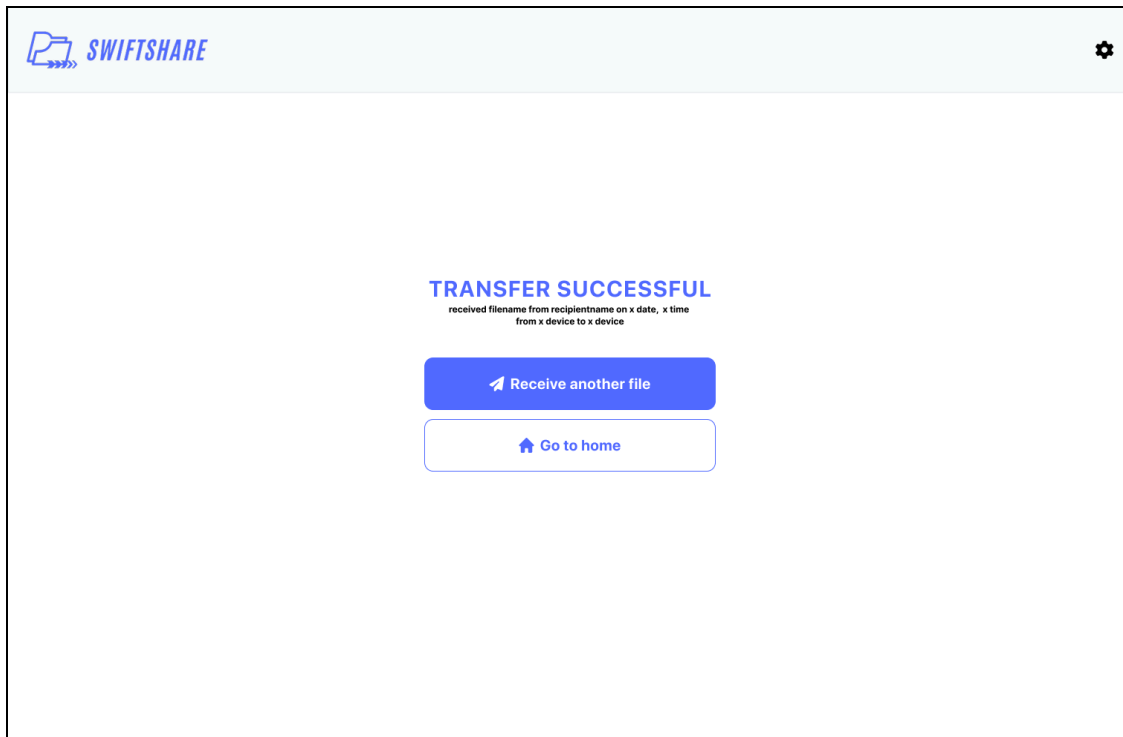 SWIFTSHARE
TRANSFER SUCCESSFUL
received filename from recipientname on x date, x time
from x device to x device
Receive another file
Go to home